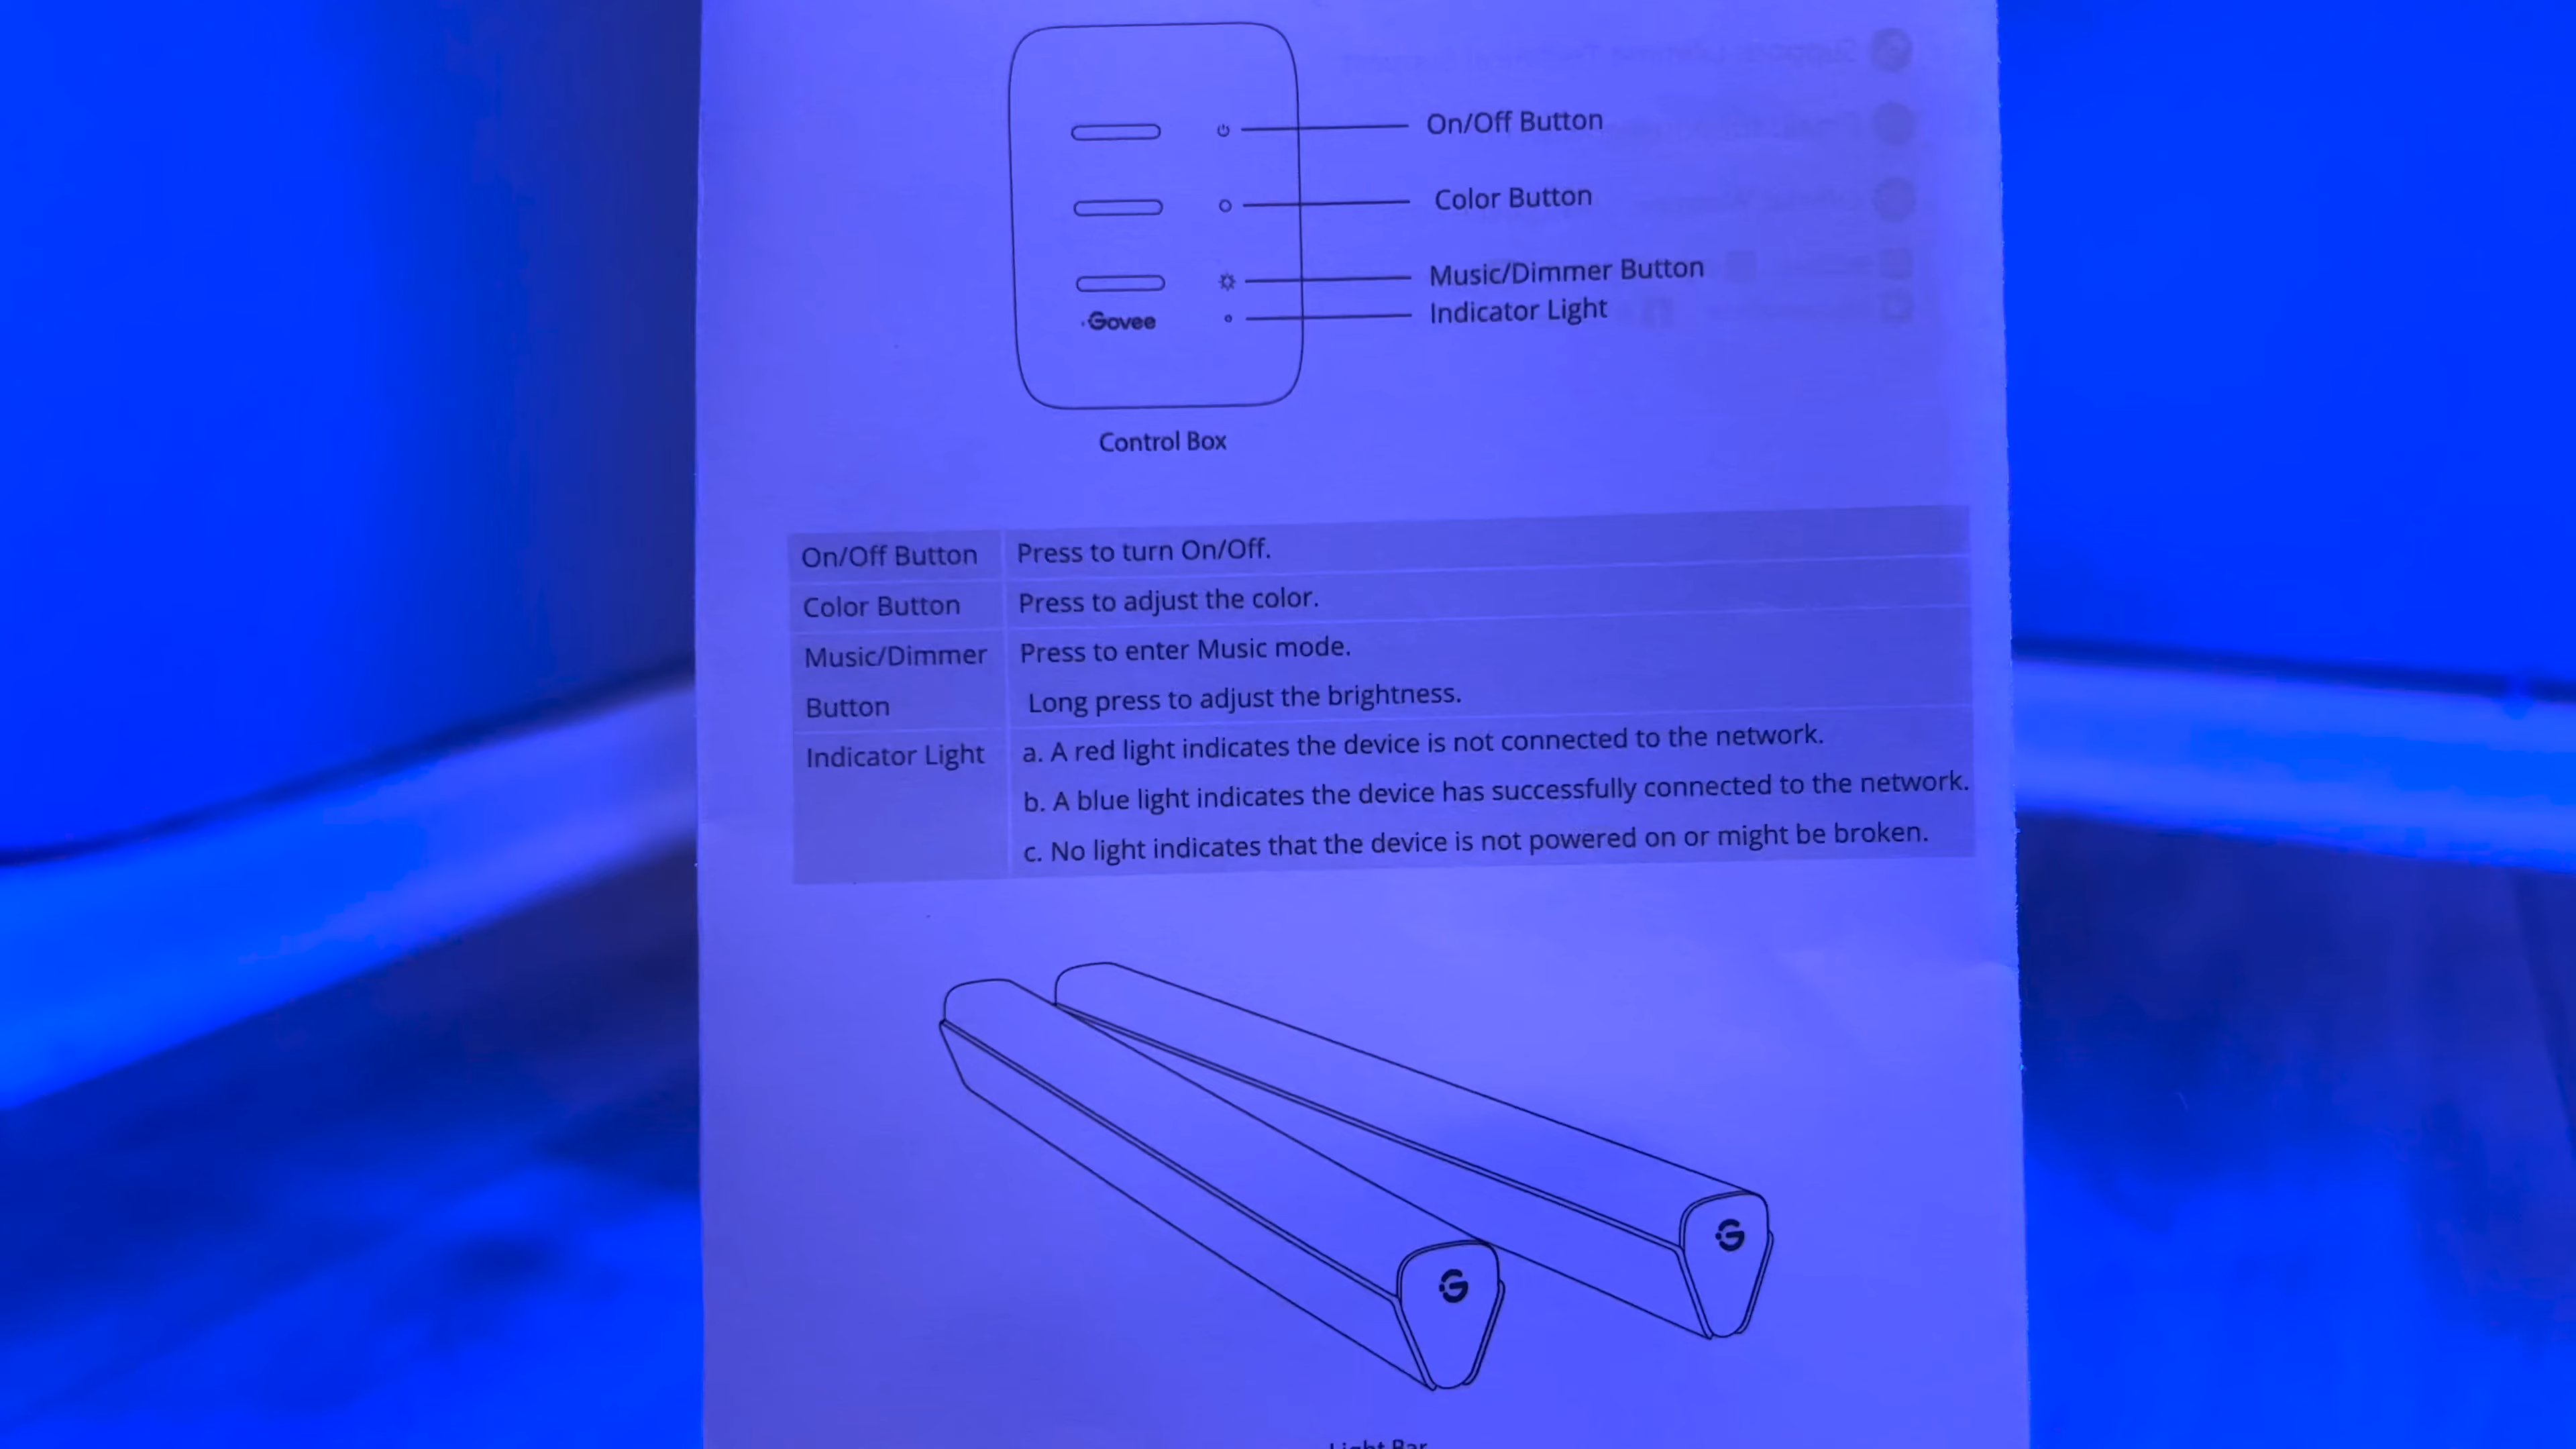 On/Off Button
Color Button
Music/Dimmer Button
Govee
Indicator Light
Control Box
On/Off Button Press to turn On/Off.
Color Button Press to adjust the color.
Music/Dimmer Press to enter Music mode.
Button Long press to adjust the brightness.
Indicator Light a. A red light indicates the device is not connected to the network.
b. A blue light indicates the device has successfully connected to the network.
c. No light indicates that the device is not powered on or might be broken.
G
G
Light Bar